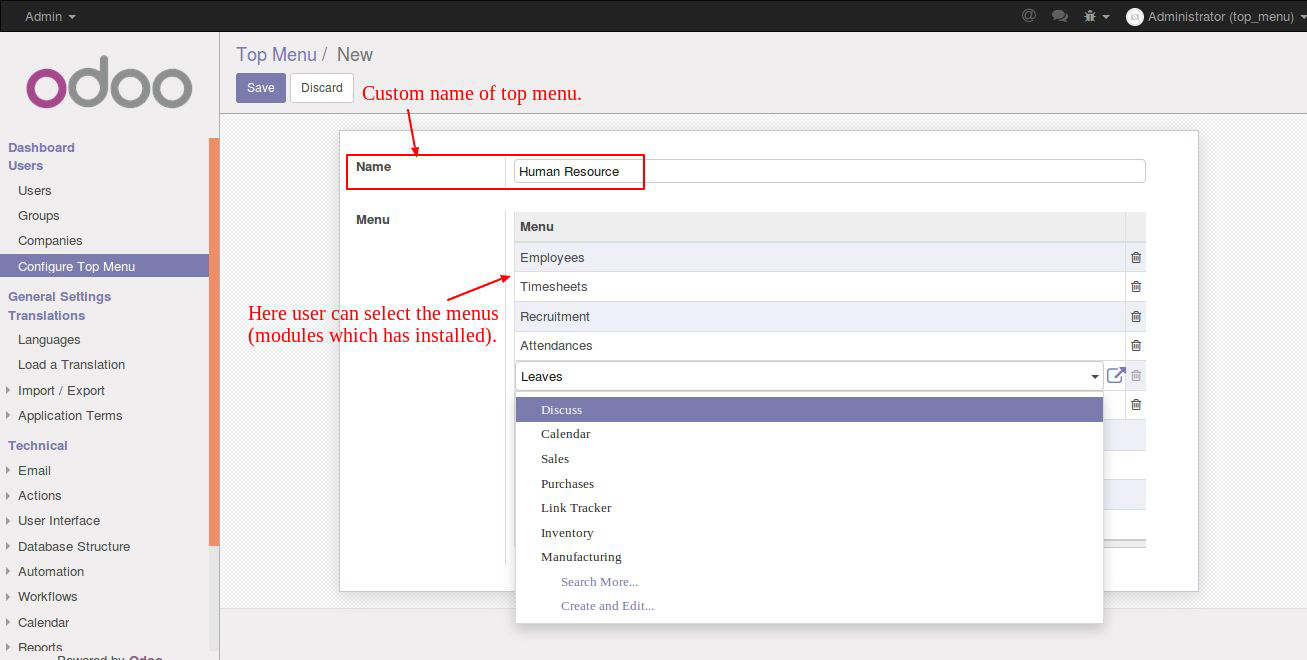 Admin
@
Administrator (top_menu)
odoo
Top Menu / New
Save
Discard
Custom name of top menu.
Dashboard
Users
Users
Groups
Companies
Configure Top Menu
General Settings
Translations
Languages
Load a Translation
Import / Export
Application Terms
Technical
Email
Actions
User Interface
Database Structure
Automation
Workflows
Calendar
Reports
Powered by Odoo
Name
Human Resource
Menu
Menu
Employees
Timesheets
Recruitment
Attendances
Leaves
Here user can select the menus
(modules which has installed).
Discuss
Calendar
Sales
Purchases
Link Tracker
Inventory
Manufacturing
Search More...
Create and Edit...